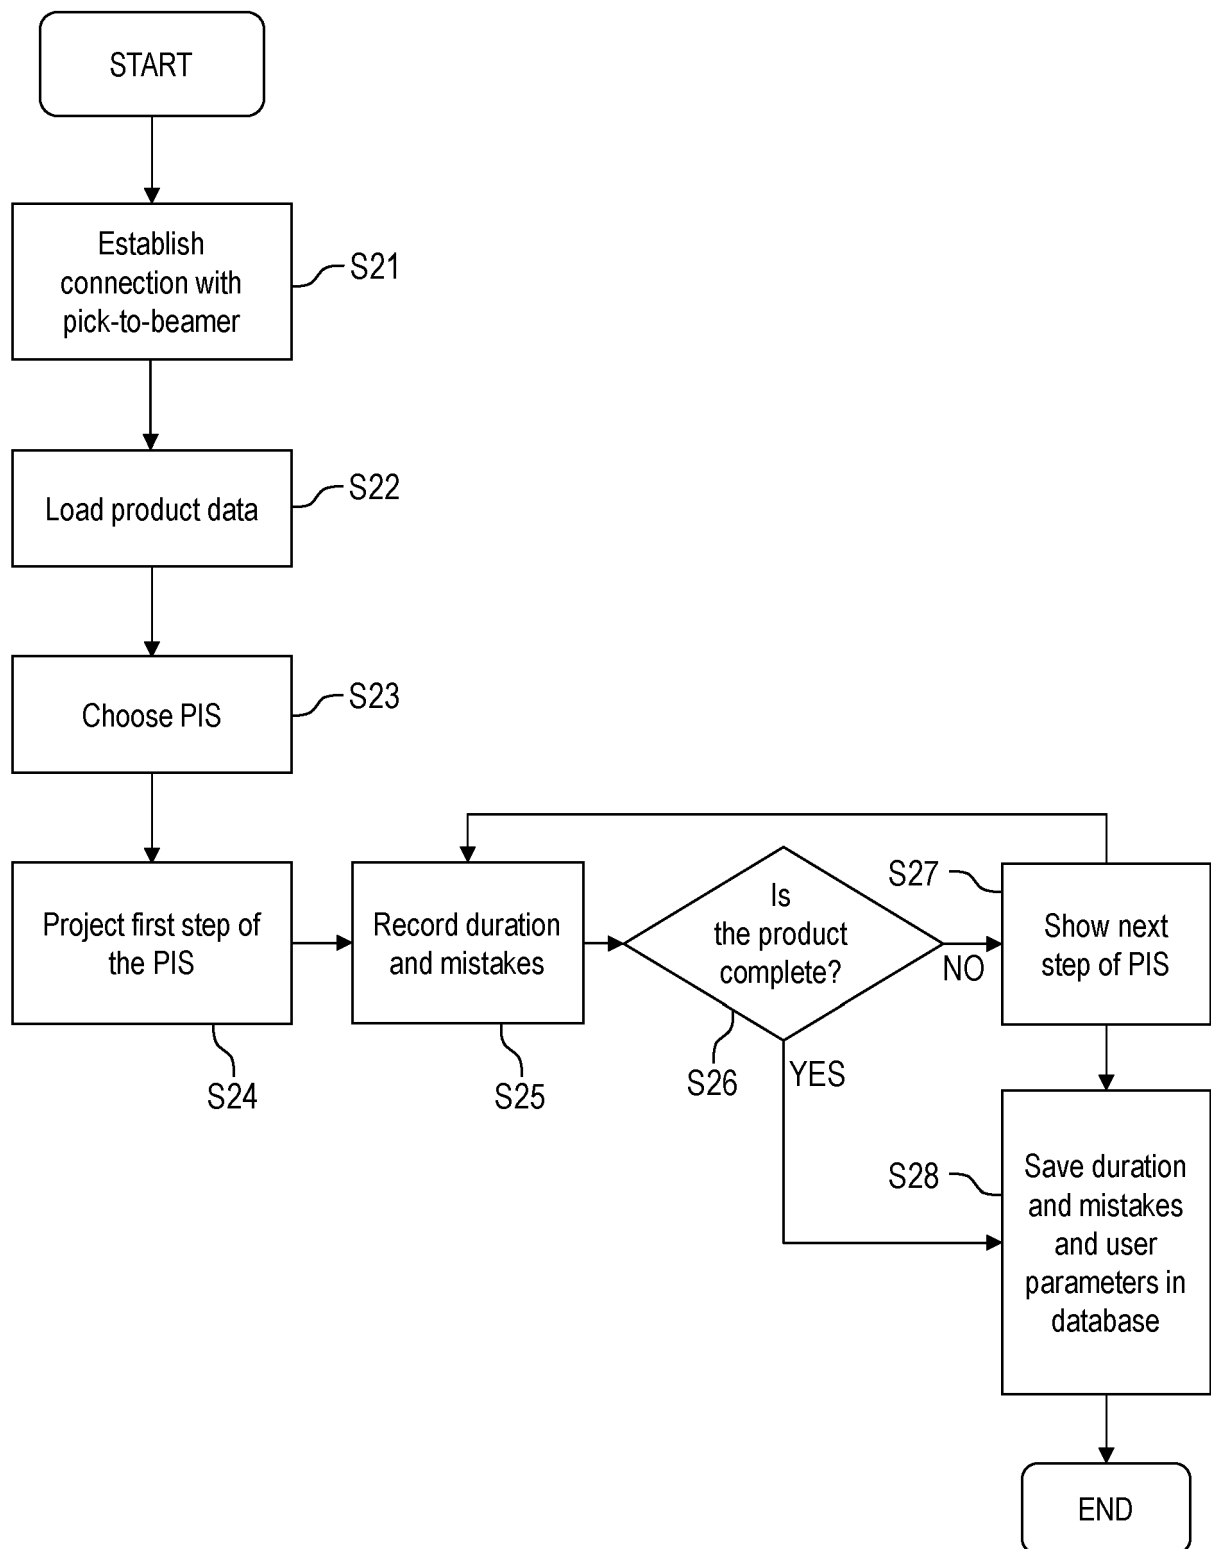 START
Establish
connection with
pick-to-beamer
S21
Load product data
S22
Choose PIS
S23
Project first step of
the PIS
S24
Record duration
and mistakes
S25
Is
the product
complete?
S26
NO
YES
S27
Show next
step of PIS
S28
Save duration
and mistakes
and user
parameters in
database
END